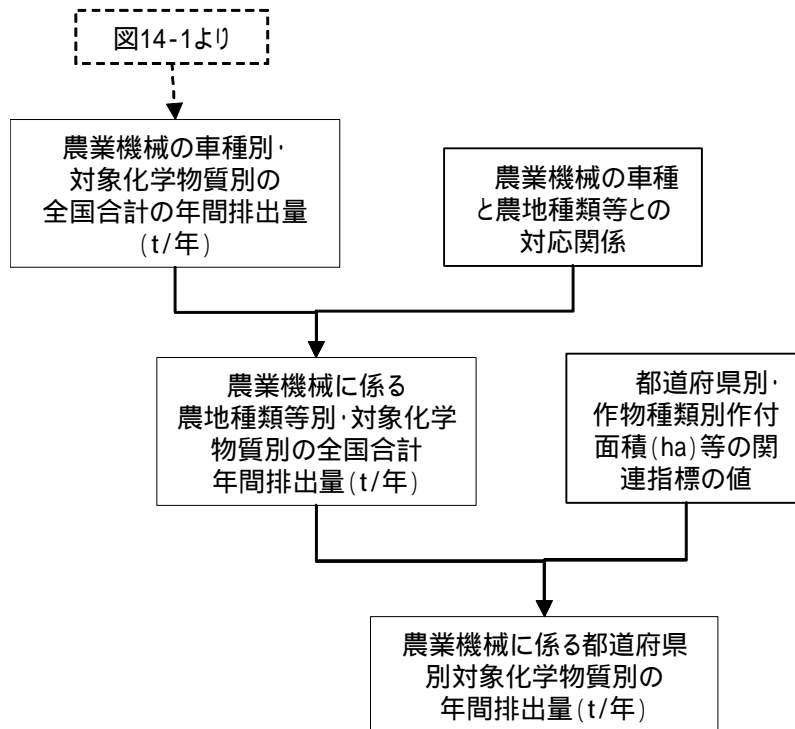 図14-1より
農業機械の車種別・
対象化学物質別の
全国合計の年間排出量
(t/年)
農業機械の車種
と農地種類等との
対応関係
農業機械に係る
農地種類等別・対象化学
物質別の全国合計
年間排出量(t/年)
都道府県別・
作物種類別作付
面積(ha)等の関
連指標の値
農業機械に係る都道府県
別対象化学物質別の
年間排出量(t/年)